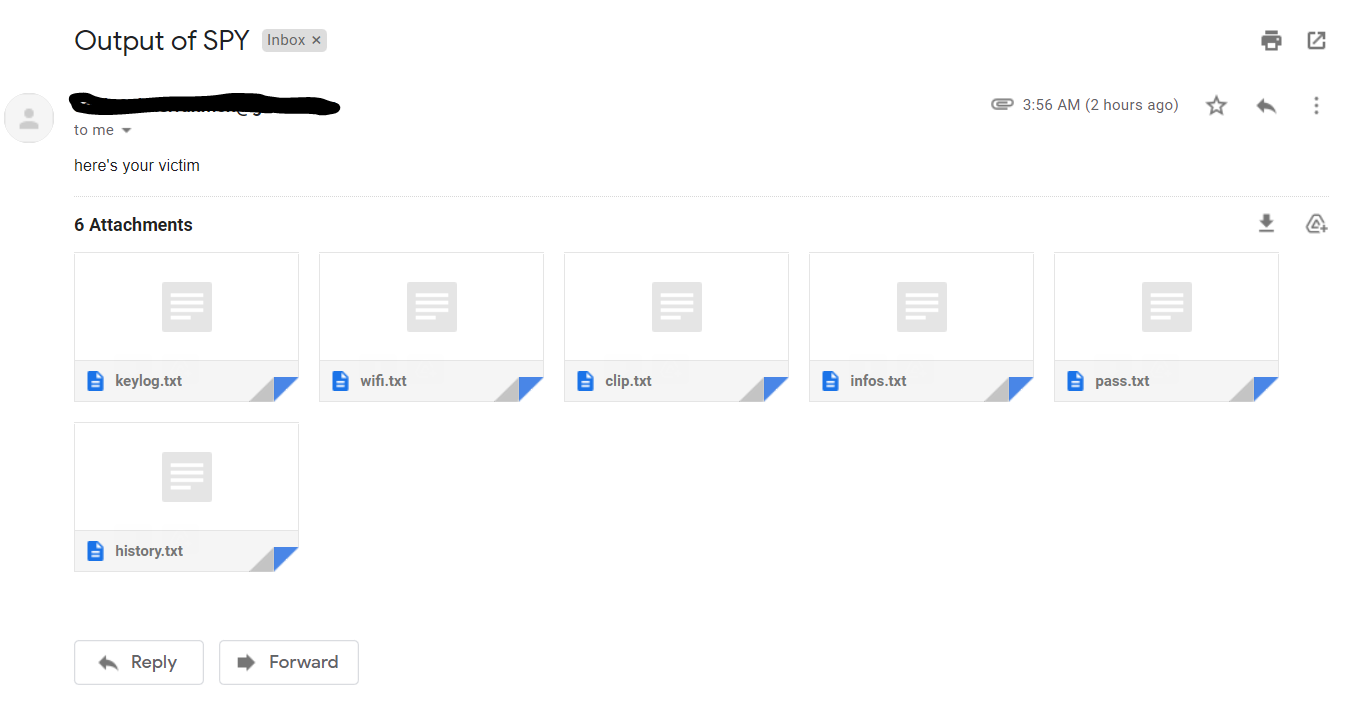 Output of SPY Inbox ×
3:56 AM (2 hours ago)
to me
here's your victim
6 Attachments
keylog.txt
wifi.txt
clip.txt
infos.txt
pass.txt
history.txt
Reply
Forward